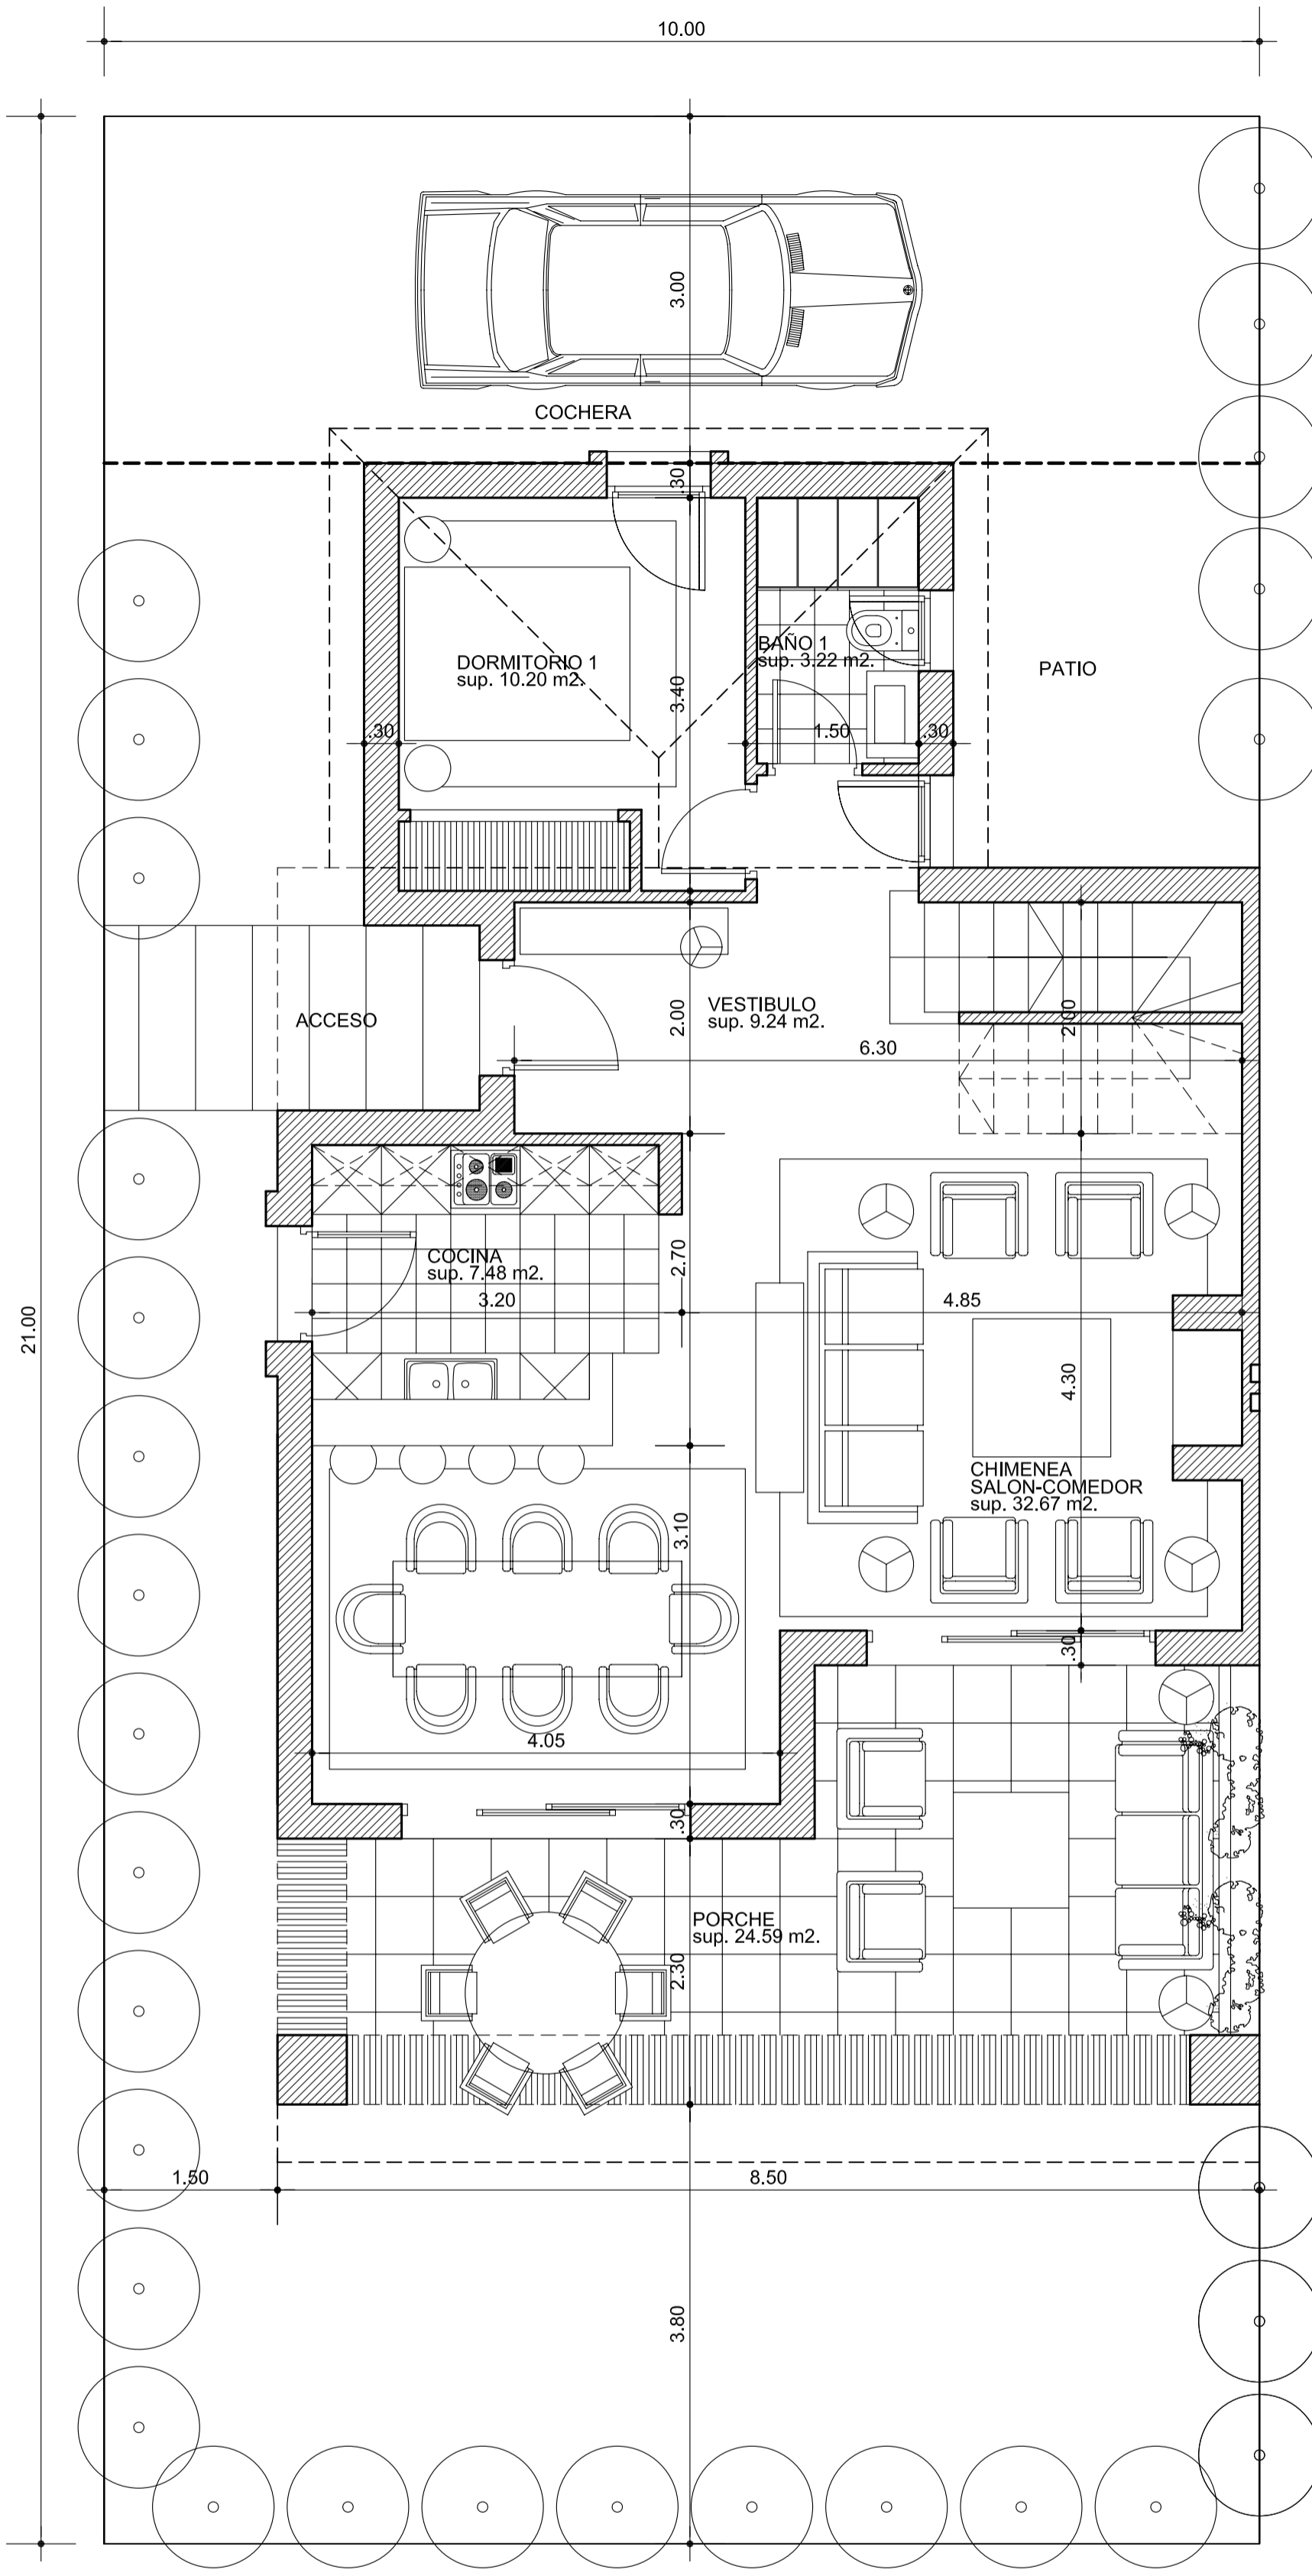 10.00
21.00
3.00
COCHERA
.30
BAÑO 1
sup. 3.22 m2.
DORMITORIO 1
sup. 10.20 m2.
PATIO
3.40
.30
1.50
.30
VESTIBULO
sup. 9.24 m2.
ACCESO
2.00
2.00
6.30
COCINA
sup. 7.48 m2.
2.70
3.20
4.85
4.30
CHIMENEA
SALON-COMEDOR
sup. 32.67 m2.
3.10
.30
4.05
.30
PORCHE
sup. 24.59 m2.
2.30
1.50
8.50
3.80